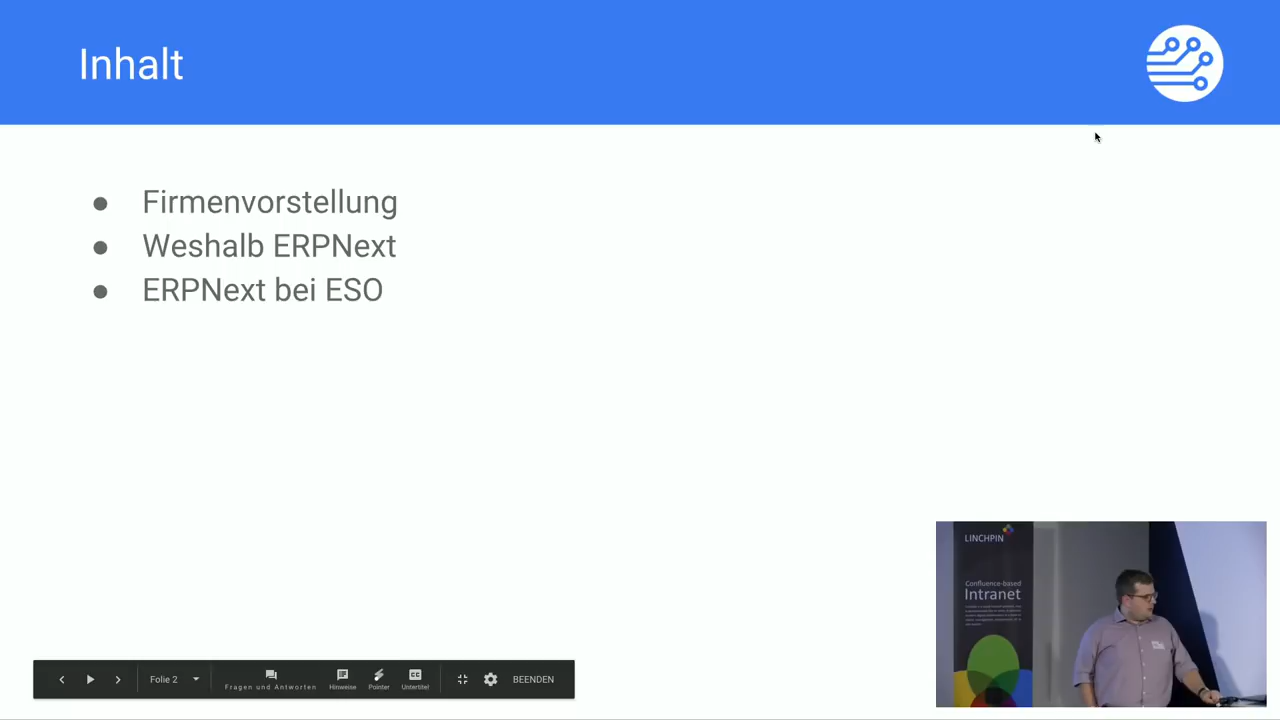 Inhalt
● Firmenvorstellung
● Weshalb ERPNext
● ERPNext bei ESO
LINCHPIN
Confluence-based
Intranet
Folie 2
Fragen und Antworten
Hinweise
Pointer
CC
Untertitel
BEENDEN